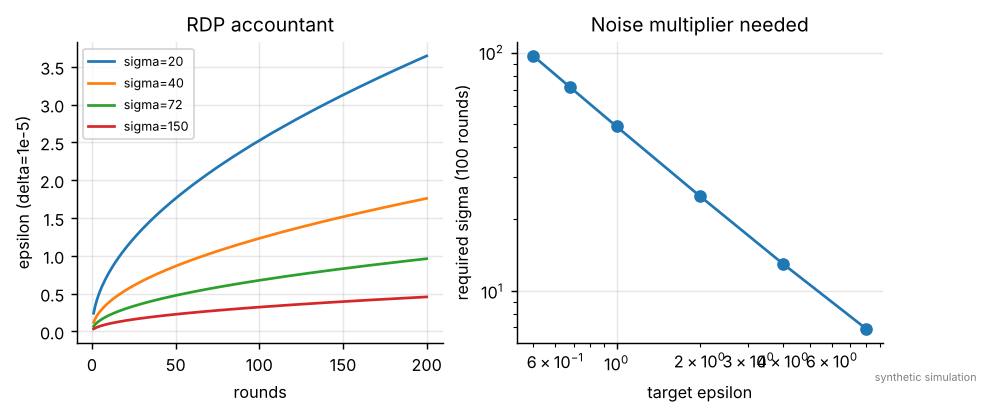 RDP accountant
sigma=20
sigma=40
sigma=72
sigma=150
epsilon (delta=1e-5)
3.5
3.0
2.5
2.0
1.5
1.0
0.5
0.0
0
50
100
150
200
rounds
Noise multiplier needed
required sigma (100 rounds)
10²
10¹
6 × 10⁻¹
10⁰
2 × 10⁰
3 × 10⁰
4 × 10⁰
6 × 10⁰
target epsilon
synthetic simulation